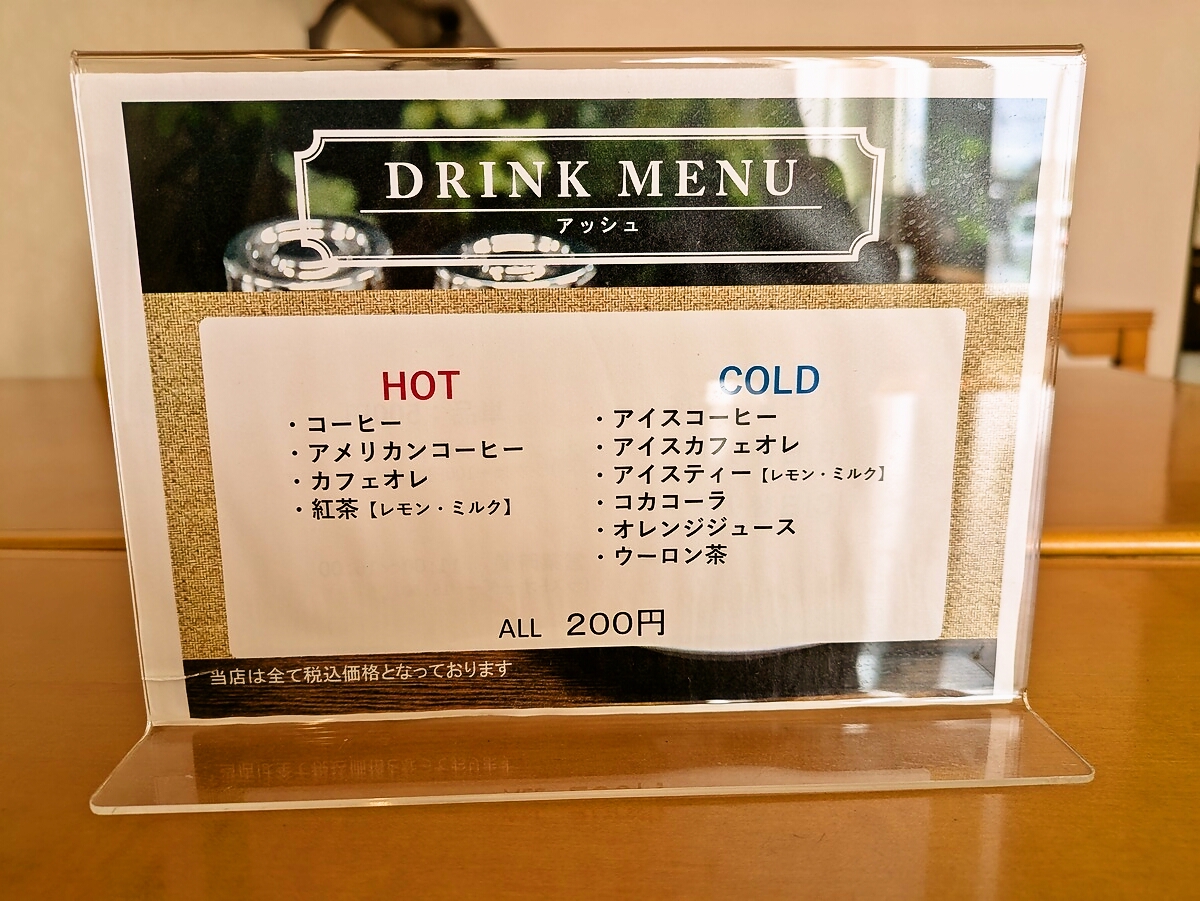 DRINK MENU
アッシュ
HOT
・コーヒー
・アメリカンコーヒー
・カフェオレ
・紅茶【レモン・ミルク】
COLD
・アイスコーヒー
・アイスカフェオレ
・アイスティー【レモン・ミルク】
・コカコーラ
・オレンジジュース
・ウーロン茶
ALL 200円
当店は全て税込価格となっております